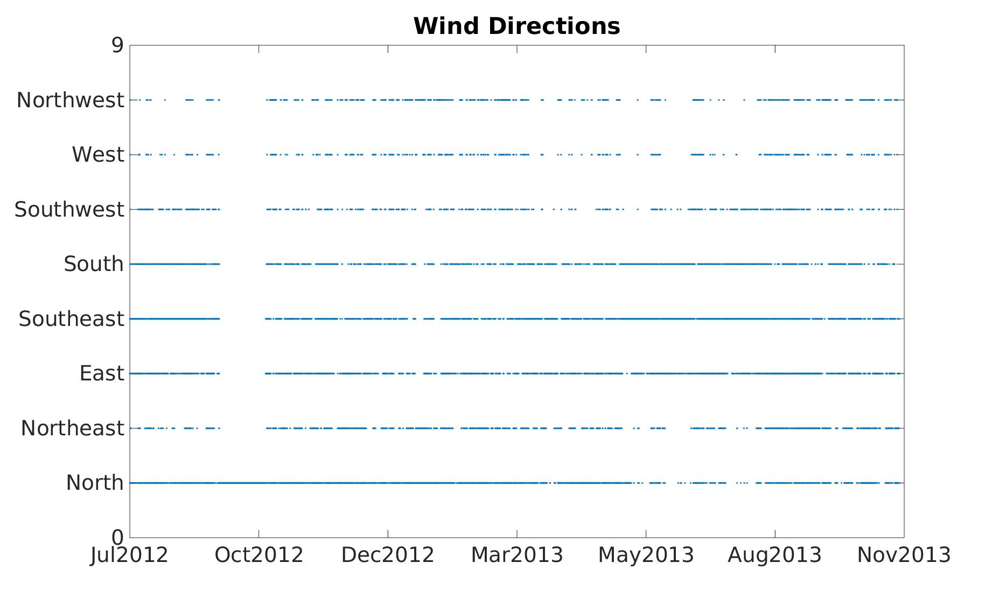 Wind Directions
9
Northwest
West
Southwest
South
Southeast
East
Northeast
North
0
Jul2012 Oct2012 Dec2012 Mar2013 May2013 Aug2013 Nov2013